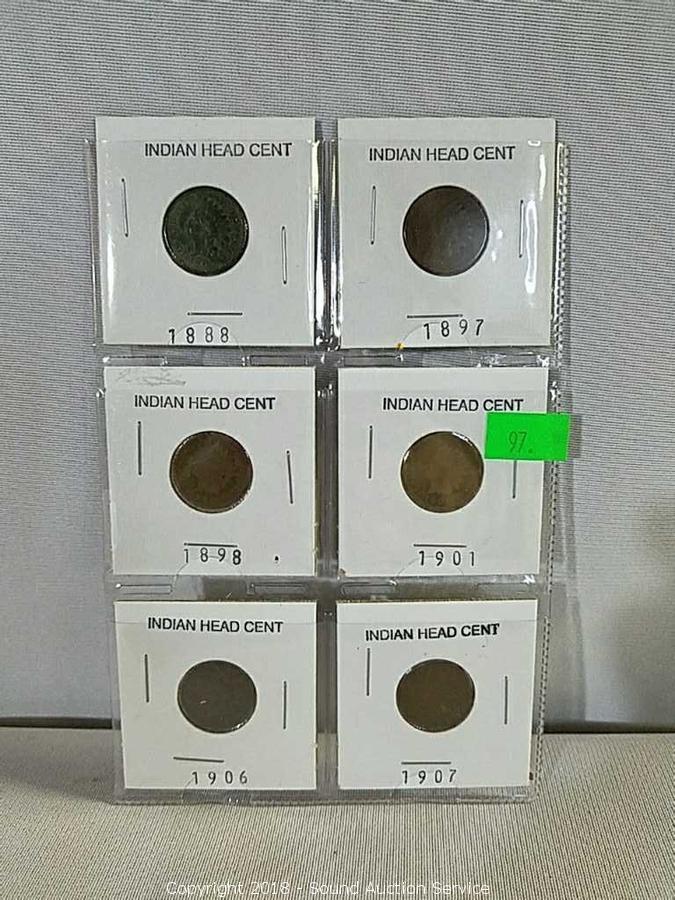 INDIAN HEAD CENT
1888
INDIAN HEAD CENT
1897
INDIAN HEAD CENT
1898
INDIAN HEAD CENT
1901
97.
INDIAN HEAD CENT
1906
INDIAN HEAD CENT
1907
Copyright 2018 - Sound Auction Service